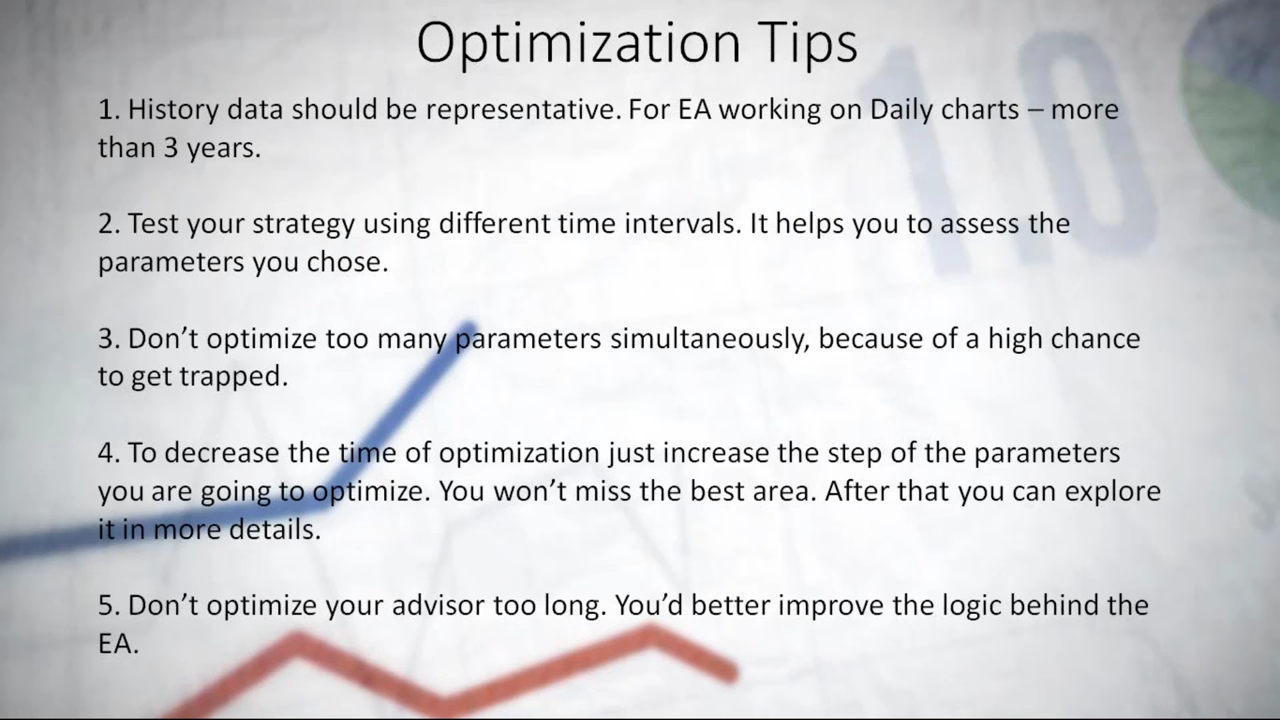 Optimization Tips
1. History data should be representative. For EA working on Daily charts – more
than 3 years.
2. Test your strategy using different time intervals. It helps you to assess the
parameters you chose.
3. Don’t optimize too many parameters simultaneously, because of a high chance
to get trapped.
4. To decrease the time of optimization just increase the step of the parameters
you are going to optimize. You won’t miss the best area. After that you can explore
it in more details.
5. Don’t optimize your advisor too long. You’d better improve the logic behind the
EA.
10